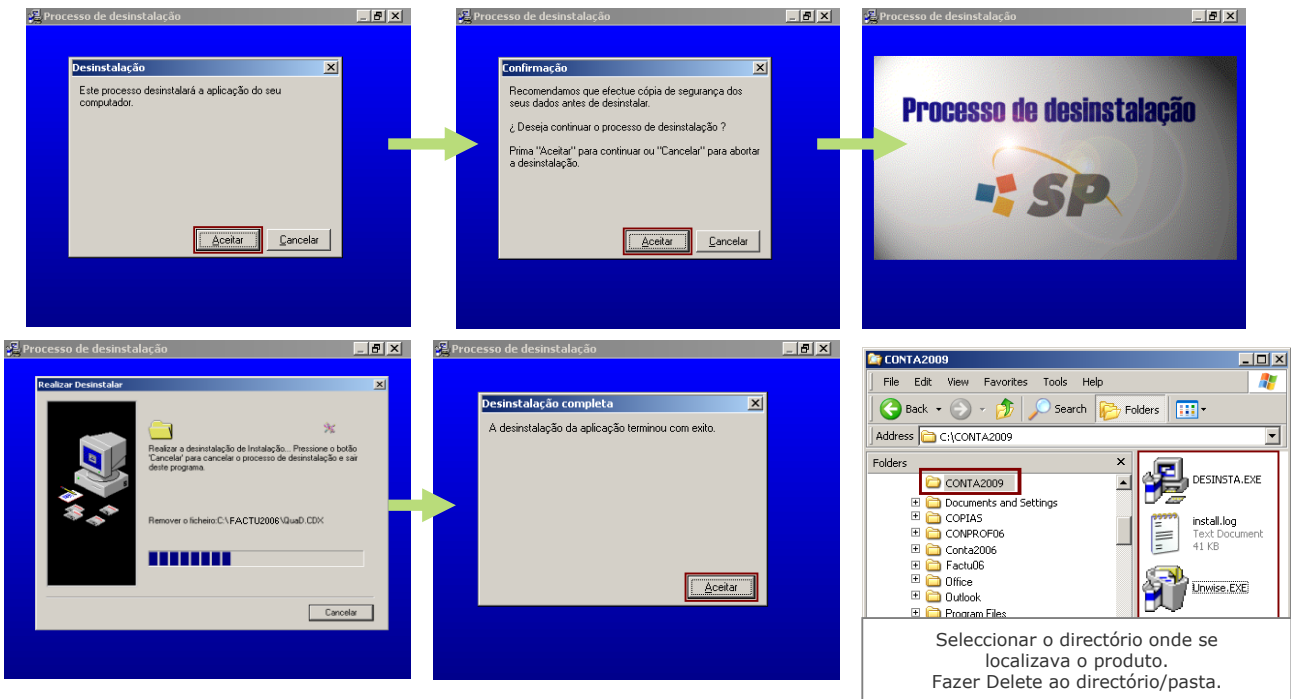 Processo de desinstalação
Desinstalação
Este processo desinstalará a aplicação do seu
computador.
Aceitar
Cancelar
Processo de desinstalação
Confirmação
Recomendamos que efectue cópia de segurança dos
seus dados antes de desinstalar.
¿ Deseja continuar o processo de desinstalação ?
Prima "Aceitar" para continuar ou "Cancelar" para abortar
a desinstalação.
Aceitar
Cancelar
Processo de desinstalação
Processo de desinstalação
SP
Processo de desinstalação
Realizar Desinstalar
Realizar a desinstalação de Instalação... Pressione o botão
'Cancelar' para cancelar o processo de desinstalação e sair
deste programa.
Remover o ficheiro:C:\FACTU2006\QuaD.CDX
Cancelar
Processo de desinstalação
Desinstalação completa
A desinstalação da aplicação terminou com exito.
Aceitar
CONTA2009
File Edit View Favorites Tools Help
Back Search Folders
Address C:\CONTA2009
Folders
CONTA2009
Documents and Settings
COPIAS
CONPROF06
Conta2006
Factu06
Office
Outlook
Program Files
DESINSTA.EXE
install.log
Text Document
41 KB
Unwise.EXE
Seleccionar o directório onde se
localizava o produto.
Fazer Delete ao directório/pasta.